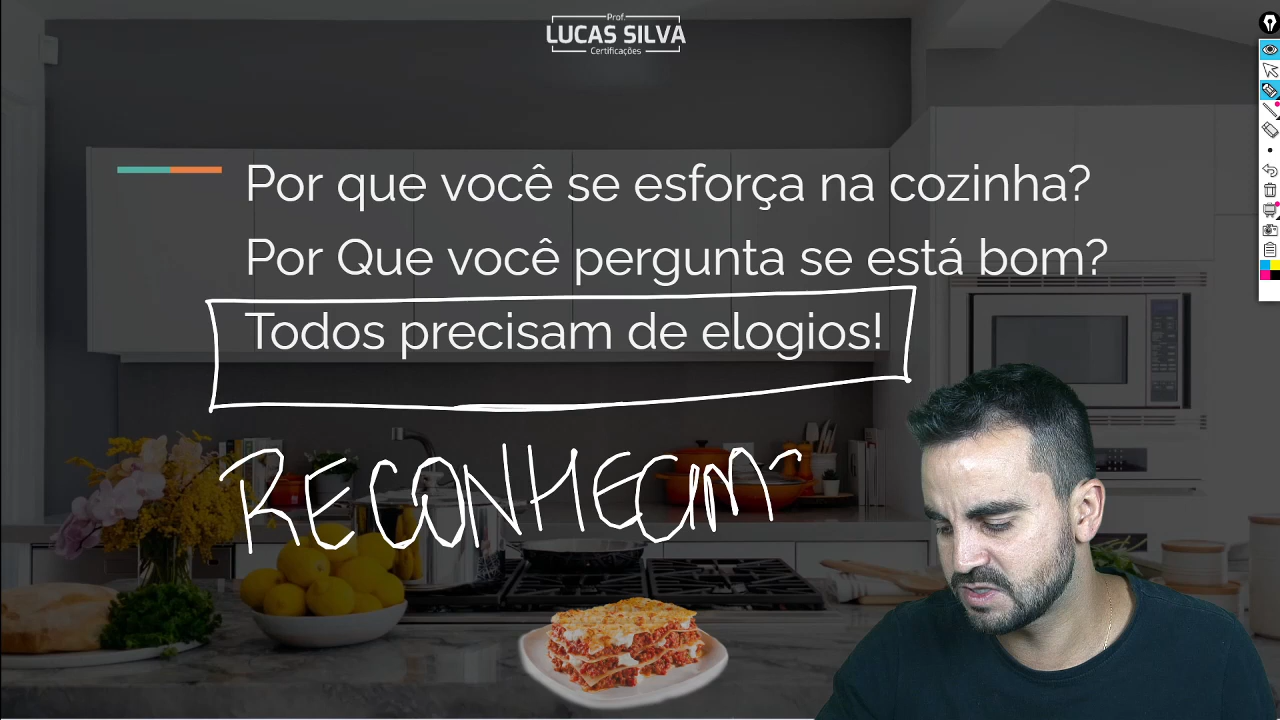 Prof.
LUCAS SILVA
Certificações
Por que você se esforça na cozinha?
Por Que você pergunta se está bom?
Todos precisam de elogios!
RECONHECIM